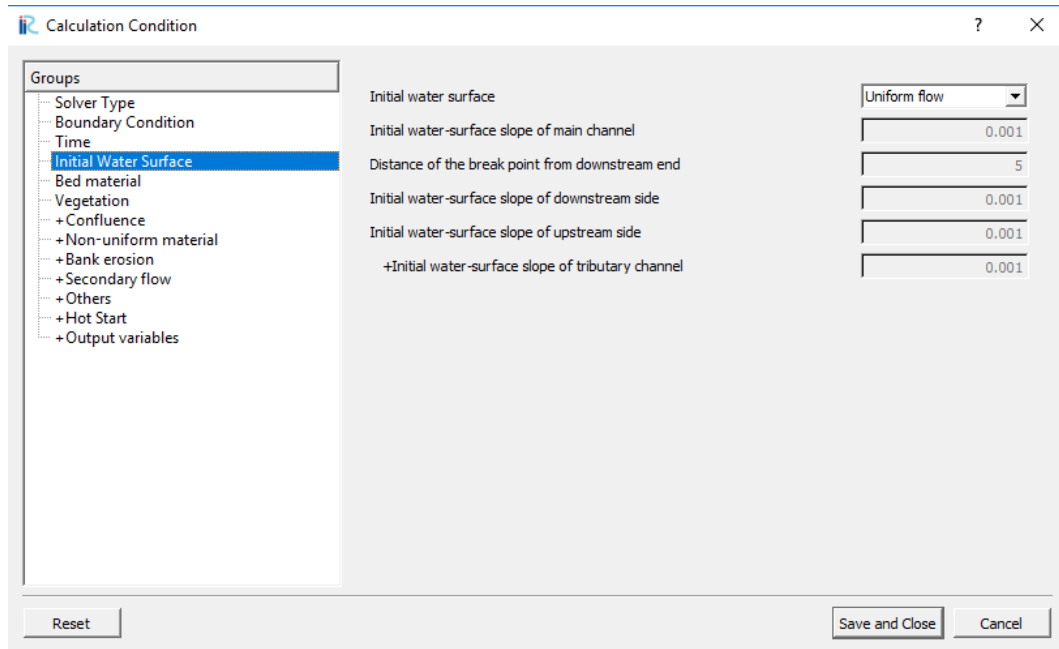 iRC Calculation Condition ? ×
Groups
Solver Type
Boundary Condition
Time
Initial Water Surface
Bed material
Vegetation
+Confluence
+Non-uniform material
+Bank erosion
+Secondary flow
+Others
+Hot Start
+Output variables
Initial water surface Uniform flow
Initial water-surface slope of main channel 0.001
Distance of the break point from downstream end 5
Initial water-surface slope of downstream side 0.001
Initial water-surface slope of upstream side 0.001
+Initial water-surface slope of tributary channel 0.001
Reset Save and Close Cancel